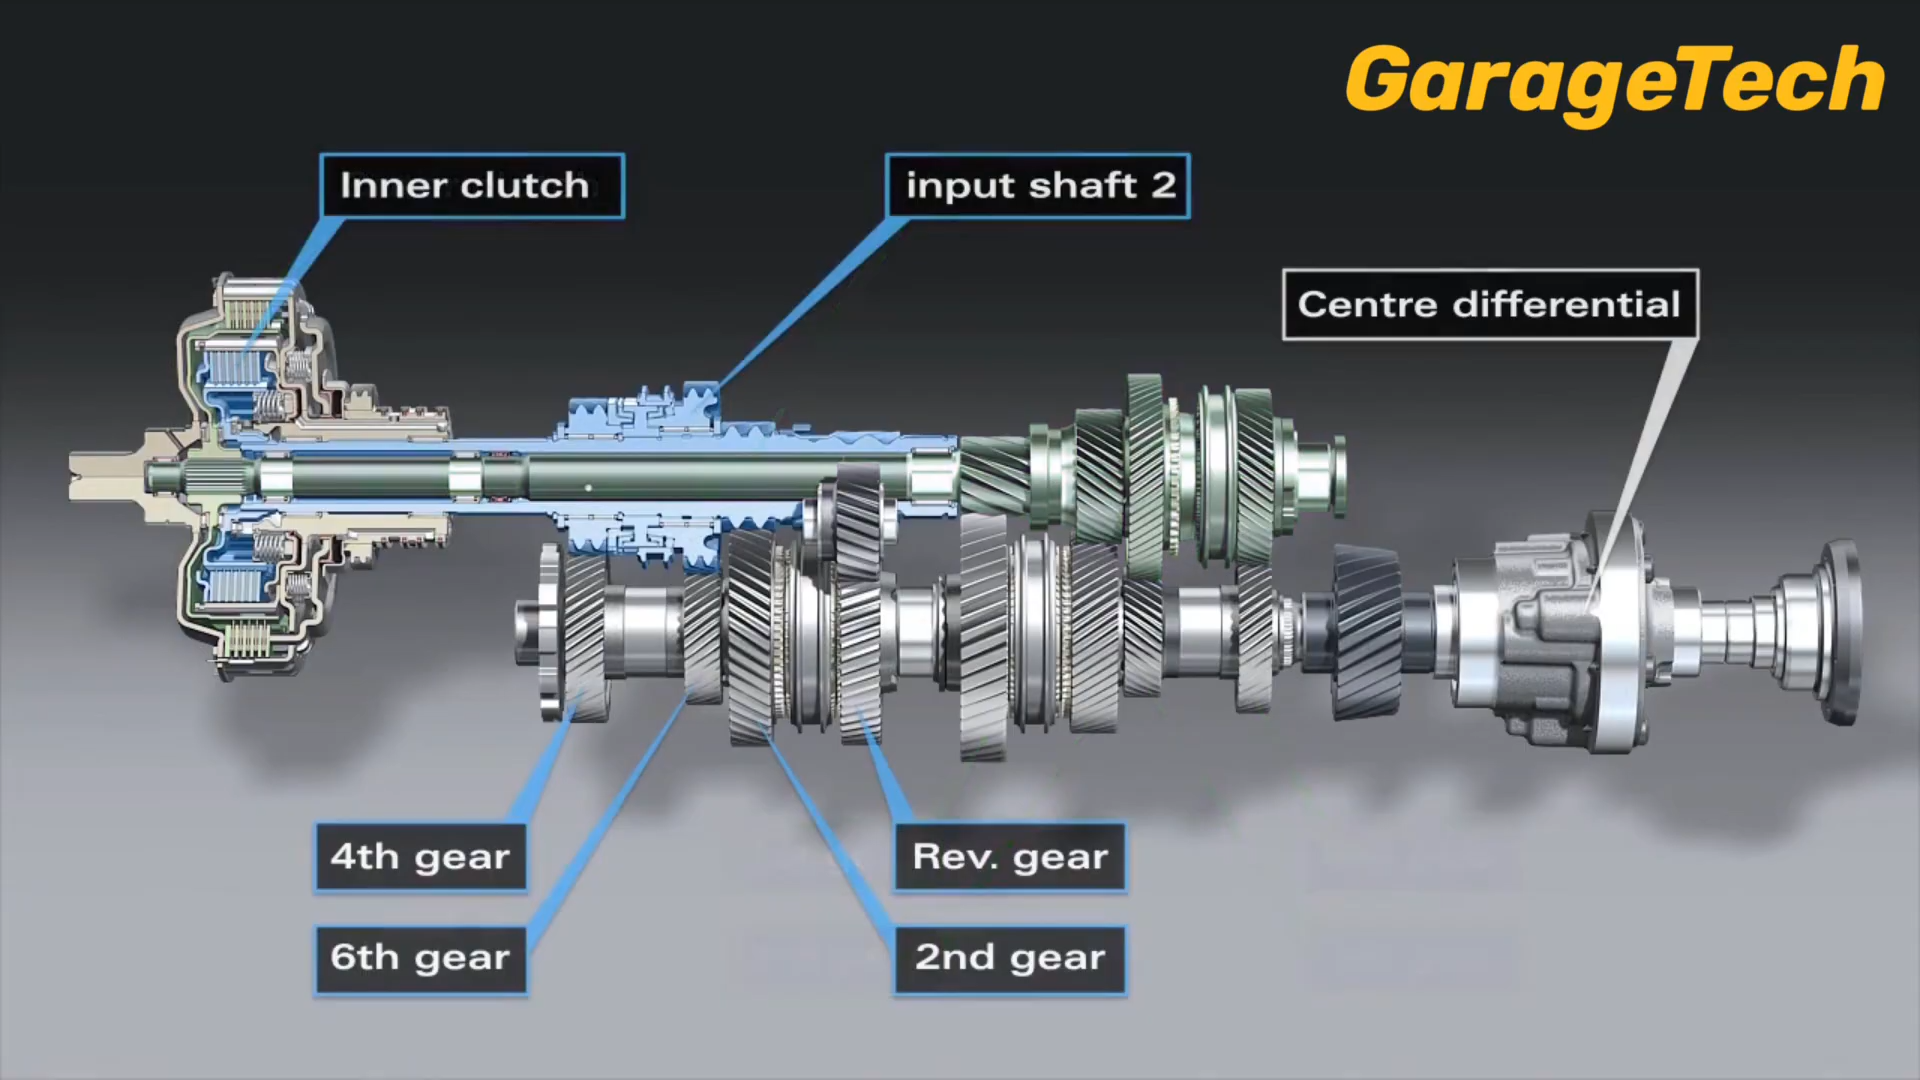 GarageTech
Inner clutch
input shaft 2
Centre differential
4th gear
Rev. gear
6th gear
2nd gear